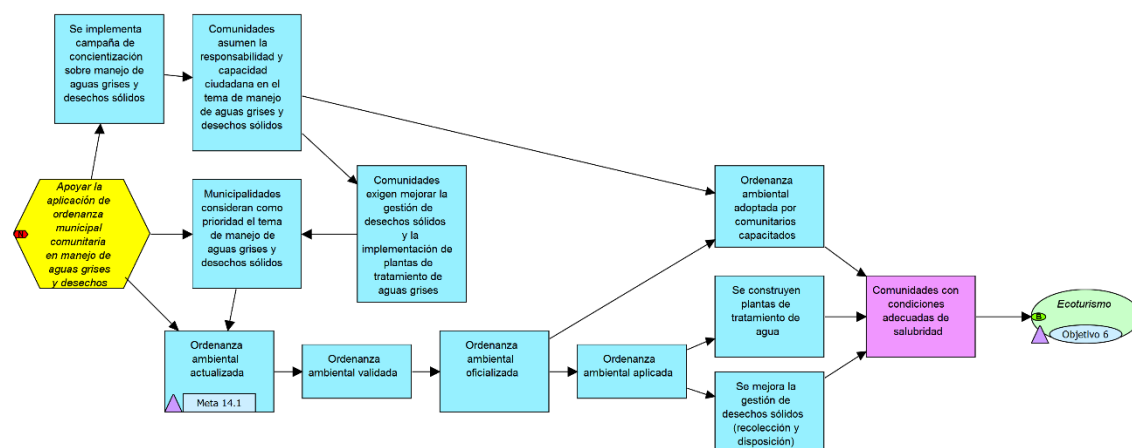 Se implementa
campaña de
concientización
sobre manejo de
aguas grises y
desechos sólidos
Comunidades
asumen la
responsabilidad y
capacidad
ciudadana en el
tema de manejo
de aguas grises y
desechos sólidos
Apoyar la
aplicación de
ordenanza
municipal
comunitaria
en manejo de
aguas grises
y desechos
N
Municipalidades
consideran como
prioridad el tema
de manejo de
aguas grises y
desechos sólidos
Comunidades
exigen mejorar la
gestión de
desechos sólidos
y la
implementación de
plantas de
tratamiento de
aguas grises
Ordenanza
ambiental
adoptada por
comunitarios
capacitados
Ordenanza
ambiental
actualizada
Meta 14.1
Ordenanza
ambiental validada
Ordenanza
ambiental
oficializada
Ordenanza
ambiental aplicada
Se construyen
plantas de
tratamiento de
agua
Se mejora la
gestión de
desechos sólidos
(recolección y
disposición)
Comunidades con
condiciones
adecuadas de
salubridad
Ecoturismo
B
Objetivo 6